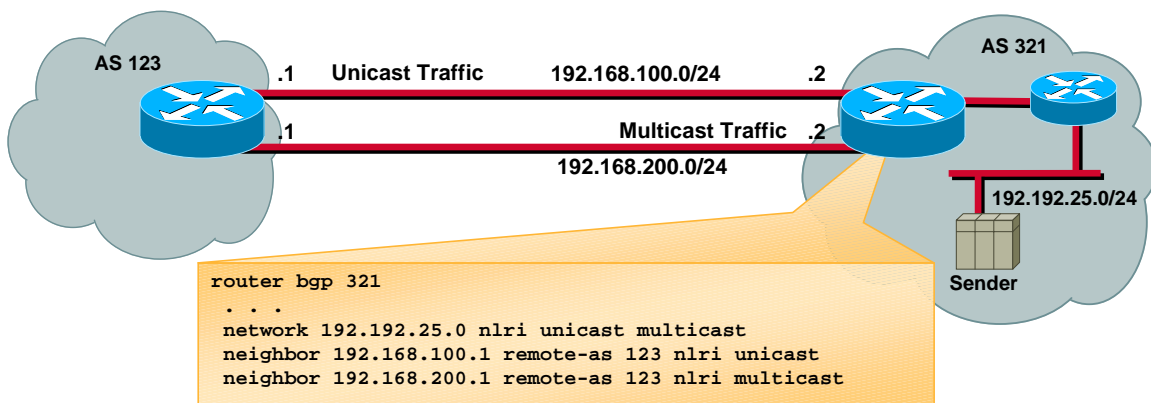 AS 123
AS 321
.1 Unicast Traffic 192.168.100.0/24 .2
.1 Multicast Traffic .2
192.168.200.0/24
192.192.25.0/24
Sender
router bgp 321
. . .
network 192.192.25.0 nlri unicast multicast
neighbor 192.168.100.1 remote-as 123 nlri unicast
neighbor 192.168.200.1 remote-as 123 nlri multicast